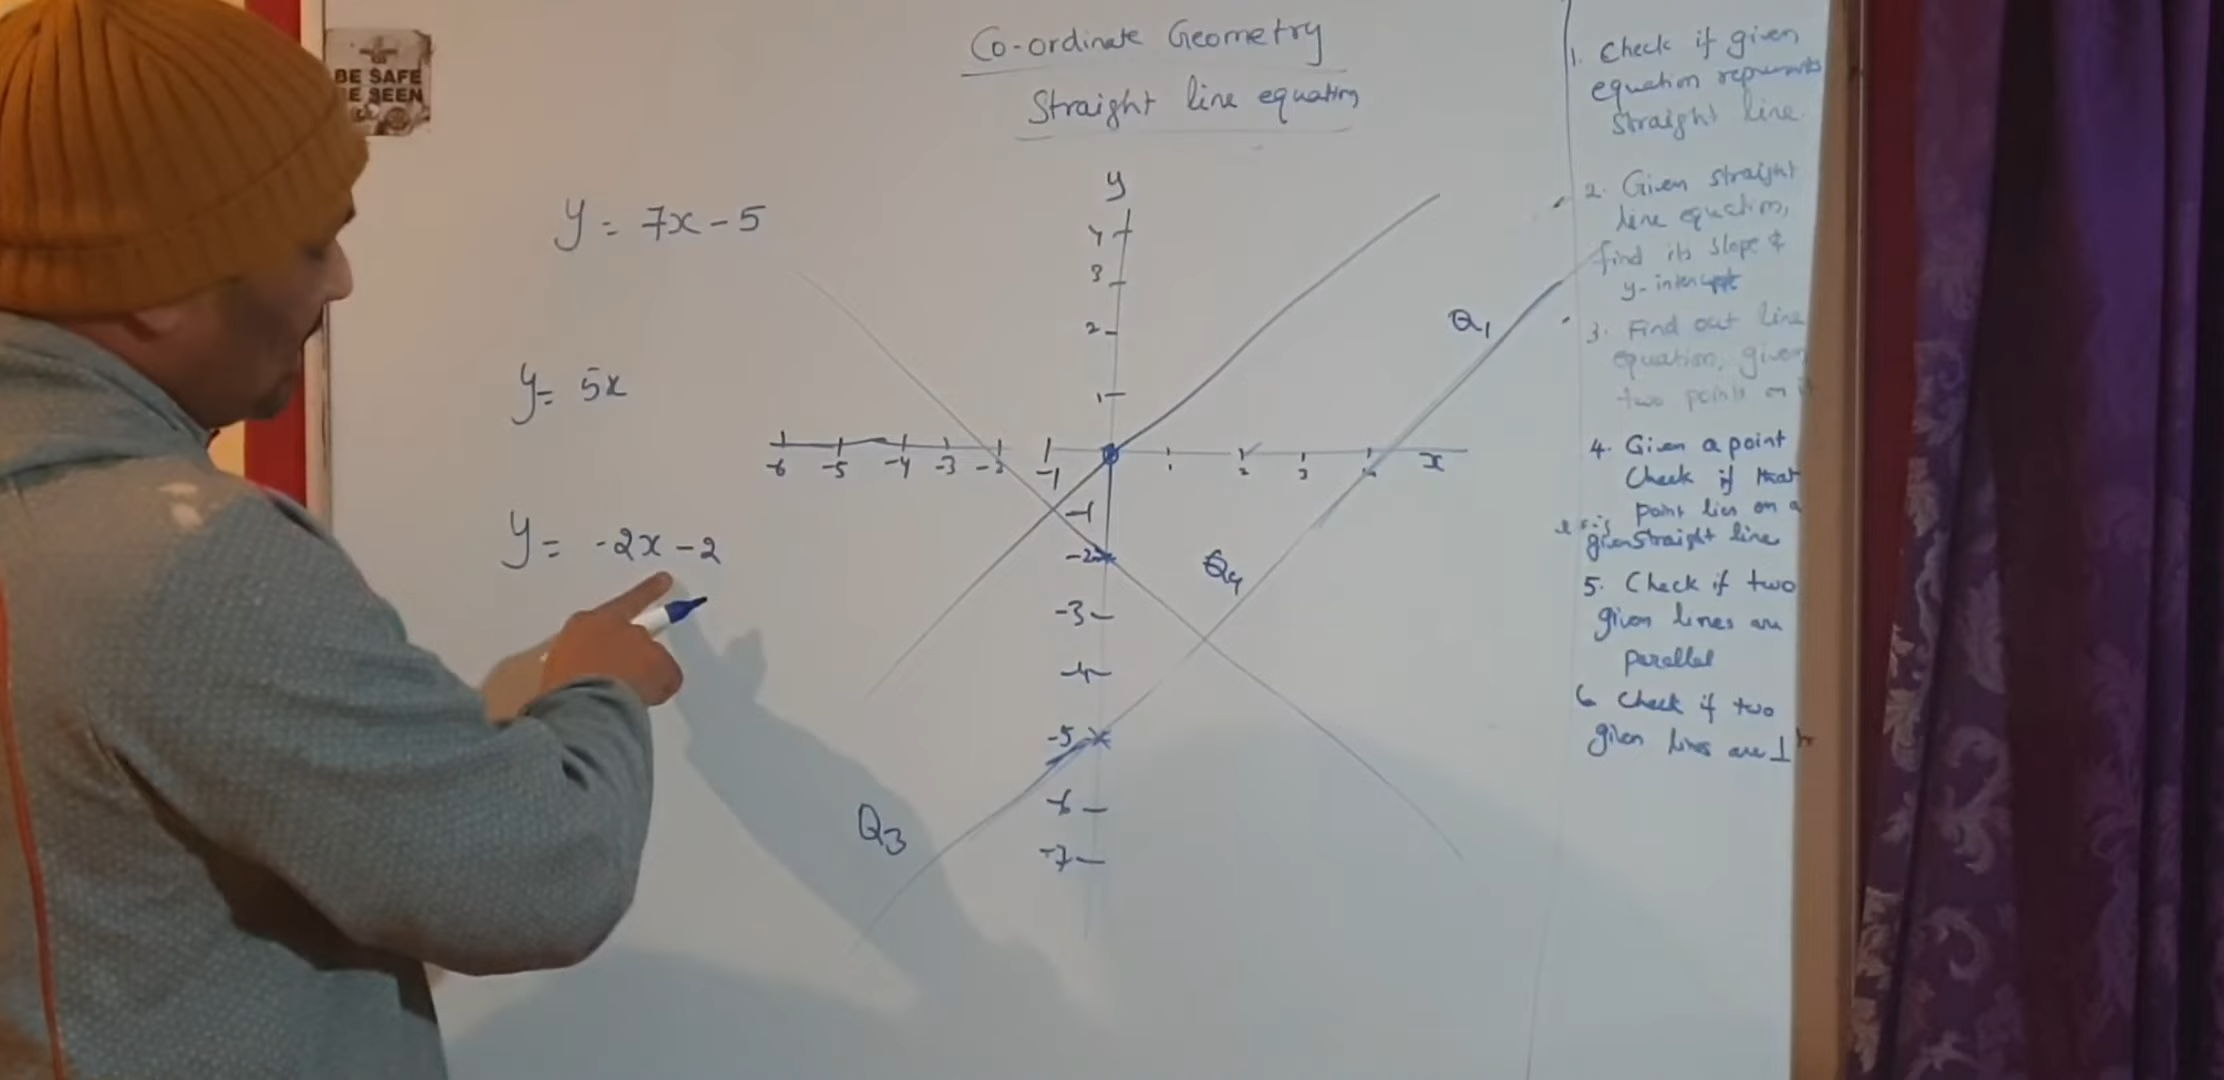 BE SAFE
BE SEEN
Co-ordinate Geometry
Straight line equation
y = 7x - 5
y = 5x
y = -2x - 2
y
4
3
2
1
-6 -5 -4 -3 -2 -1 1 2 3 4 x
-1
-2
-3
-4
-5
-6
-7
Q1
Q4
Q3
1. Check if given
equation represents
straight line
2. Given straight
line equation,
find its slope &
y-intercept
3. Find out line
equation, given
two points on
4. Given a point
Check if that
point lies on a
given straight line
5. Check if two
given lines are
parallel
6 Check if two
given lines are ⊥r